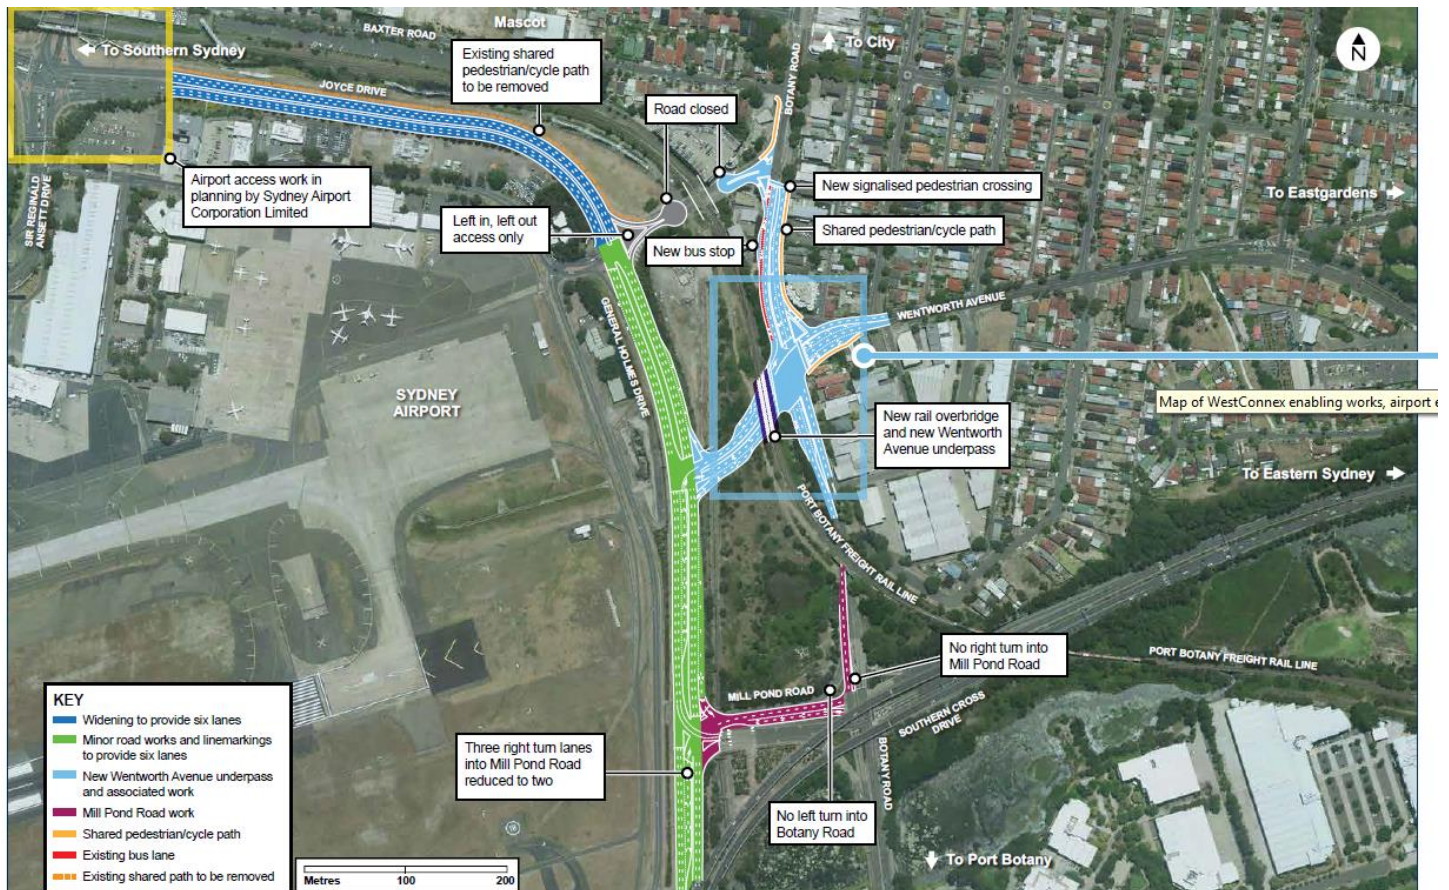 Mascot
BAXTER ROAD
To Southern Sydney
BOTANY ROAD
To City
N
Existing shared
pedestrian/cycle path
to be removed
JOYCE DRIVE
Road closed
Airport access work in
planning by Sydney Airport
Corporation Limited
New signalised pedestrian crossing
To Eastgardens
SIR REGINALD
ANSETT DRIVE
Left in, left out
access only
Shared pedestrian/cycle path
New bus stop
GENERAL HOLMES DRIVE
WENTWORTH AVENUE
SYDNEY
AIRPORT
Map of WestConnex enabling works, airport e
New rail overbridge
and new Wentworth
Avenue underpass
To Eastern Sydney
PORT BOTANY FREIGHT RAIL LINE
No right turn into
Mill Pond Road
PORT BOTANY FREIGHT RAIL LINE
MILL POND ROAD
SOUTHERN CROSS
DRIVE
KEY
Widening to provide six lanes
Minor road works and linemarkings
to provide six lanes
New Wentworth Avenue underpass
and associated work
Mill Pond Road work
Shared pedestrian/cycle path
Existing bus lane
Existing shared path to be removed
Three right turn lanes
into Mill Pond Road
reduced to two
BOTANY ROAD
No left turn into
Botany Road
To Port Botany
Metres 100 200